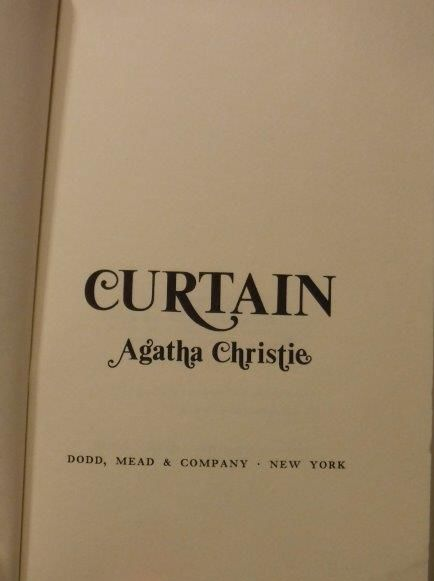 CURTAIN
Agatha Christie
DODD, MEAD & COMPANY · NEW YORK